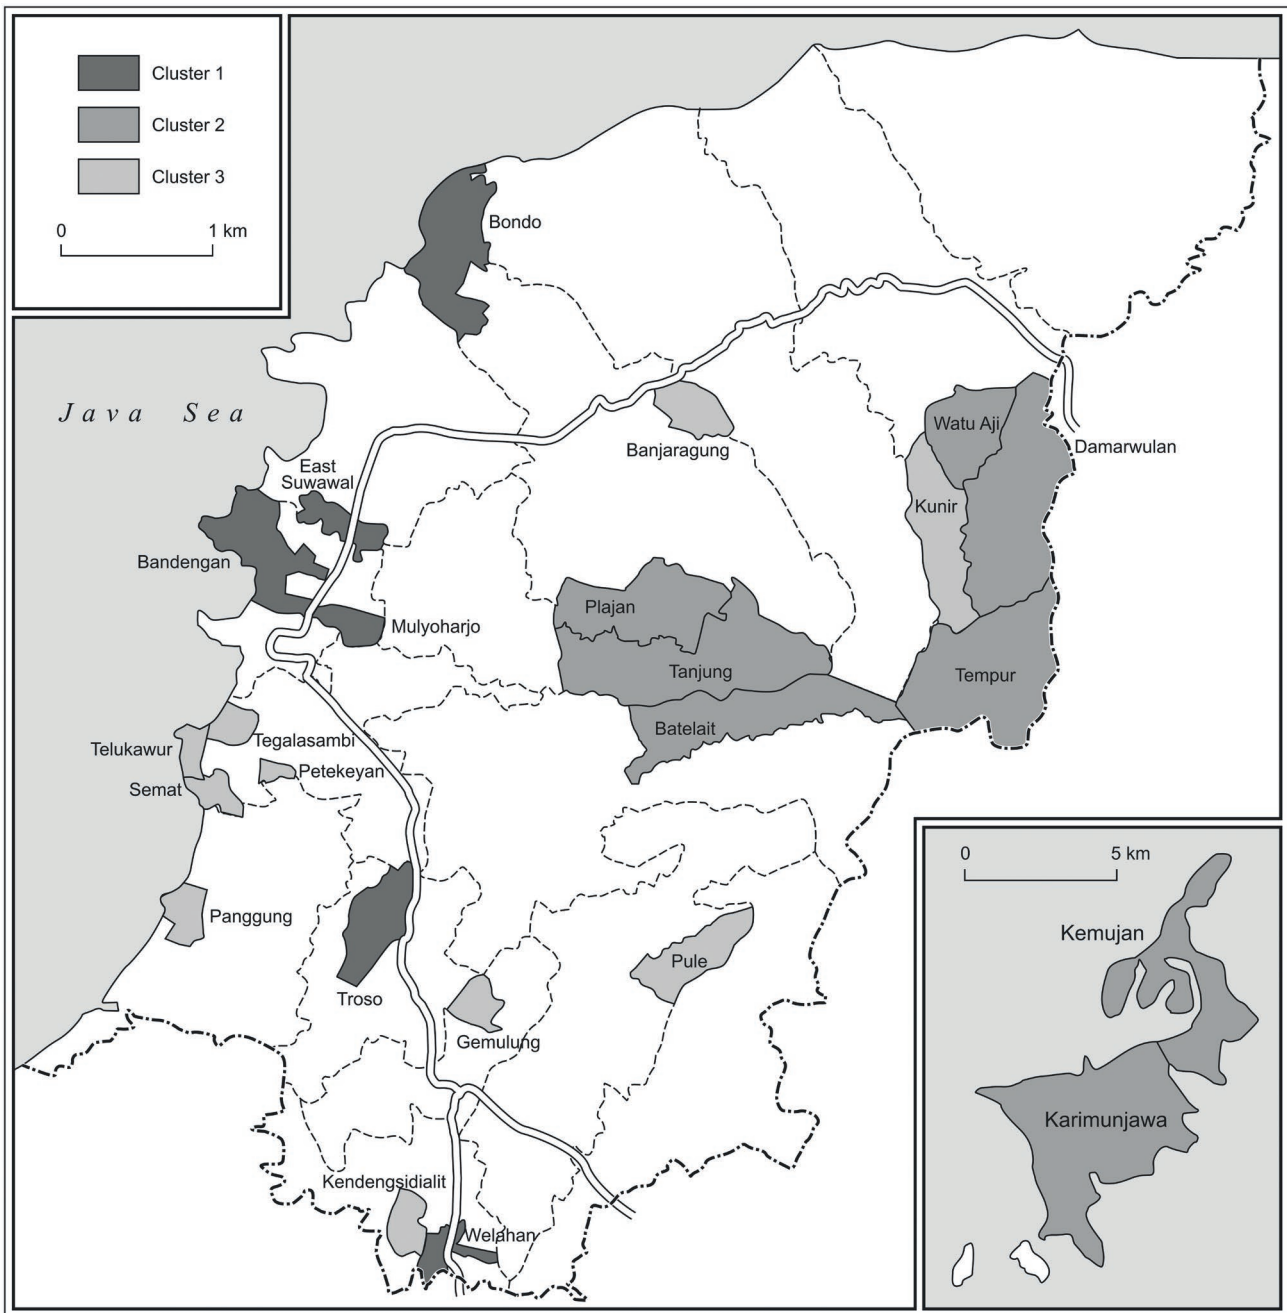 Cluster 1
Cluster 2
Cluster 3
0 1 km
Bondo
Java Sea
Watu Aji
Banjaragung
Damarwulan
East
Suwawal
Kunir
Bandengan
Plajan
Mulyoharjo
Tanjung
Tempur
Batelait
Telukawur
Tegalasambi
Petekeyan
Semat
0 5 km
Panggung
Kemujan
Pule
Troso
Gemulung
Karimunjawa
Kendengsidialit
Welahan